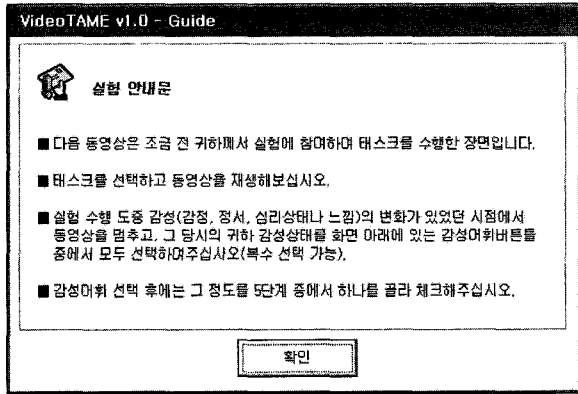 VideoTAME v1.0 - Guide
실험 안내문
■ 다음 동영상은 조금 전 귀하께서 실험에 참여하며 태스크를 수행한 장면입니다.
■ 태스크를 선택하고 동영상을 재생해보십시오.
■ 실험 수행 도중 감성(감정, 정서, 심리상태나 느낌)의 변화가 있었던 시점에서
동영상을 멈추고, 그 당시의 귀하 감성상태를 화면 아래에 있는 감성어휘버튼들
중에서 모두 선택하여주십사오(복수 선택 가능).
■ 감성어휘 선택 후에는 그 정도를 5단계 중에서 하나를 골라 체크해주십시오.
확인